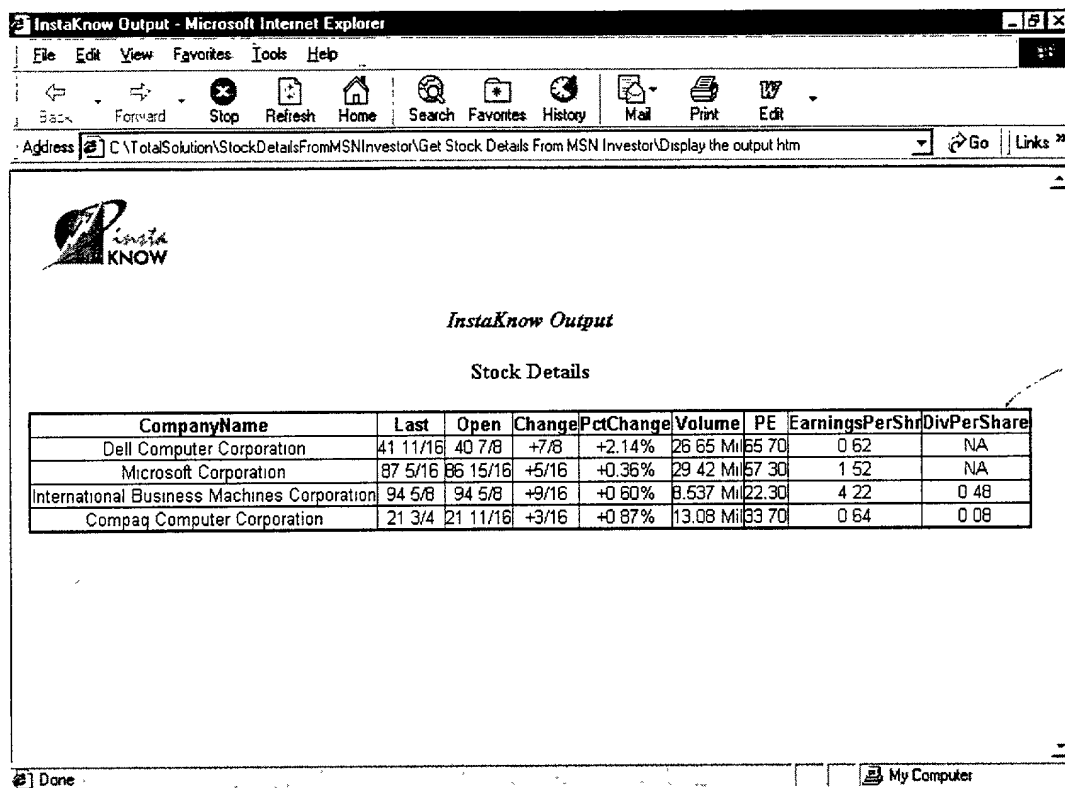 InstaKnow Output - Microsoft Internet Explorer
File Edit View Favorites Tools Help
Back Forward Stop Refresh Home Search Favorites History Mail Print Edit
Address C \TotalSolution\StockDetailsFromMSNInvestor\Get Stock Details From MSN Investor\Display the output htm Go Links »
insta
KNOW
InstaKnow Output
Stock Details
CompanyName Last Open Change PctChange Volume PE EarningsPerShr DivPerShare
Dell Computer Corporation 41 11/16 40 7/8 +7/8 +2.14% 26 65 Mil 65 70 0 62 NA
Microsoft Corporation 87 5/16 86 15/16 +5/16 +0.36% 29 42 Mil 57 30 1 52 NA
International Business Machines Corporation 94 5/8 94 5/8 +9/16 +0 60% 8.537 Mil 22.30 4 22 0 48
Compaq Computer Corporation 21 3/4 21 11/16 +3/16 +0 87% 13.08 Mil 33 70 0 64 0 08
Done My Computer